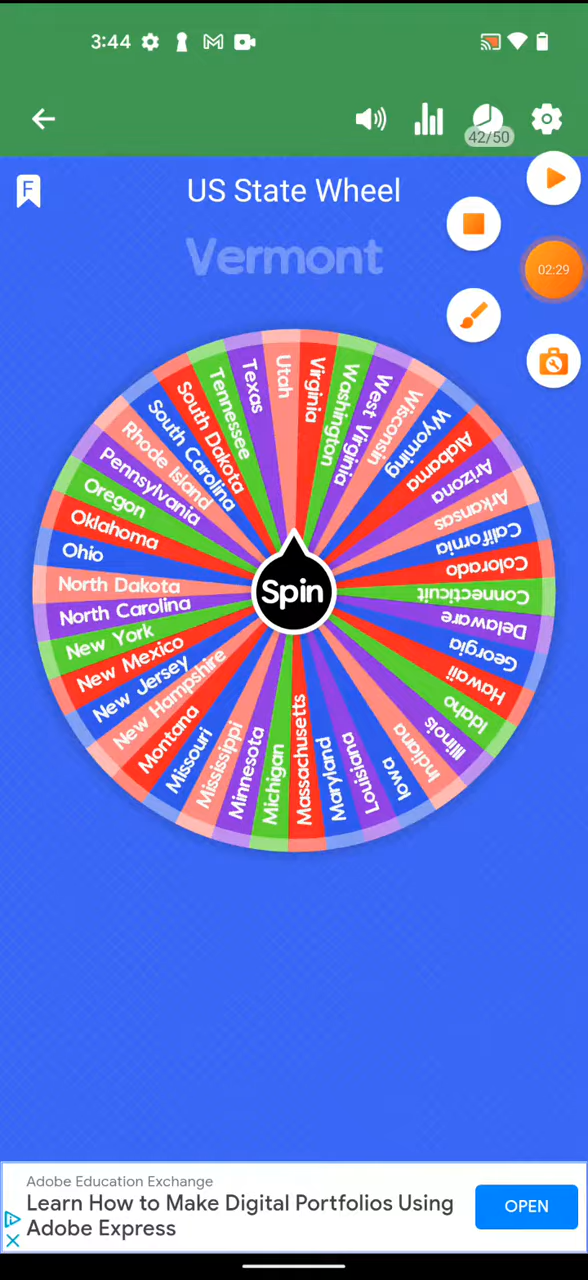 3:44
42/50
F
US State Wheel
Vermont
02:29
Utah
Virginia
Washington
West Virginia
Wisconsin
Wyoming
Alabama
Arizona
Arkansas
California
Colorado
Connecticut
Delaware
Georgia
Hawaii
Idaho
Illinois
Indiana
Iowa
Louisiana
Maryland
Massachusetts
Michigan
Minnesota
Mississippi
Missouri
Montana
New Hampshire
New Jersey
New Mexico
New York
North Carolina
North Dakota
Ohio
Oklahoma
Oregon
Pennsylvania
Rhode Island
South Carolina
South Dakota
Tennessee
Texas
Spin
Adobe Education Exchange
Learn How to Make Digital Portfolios Using
Adobe Express
OPEN